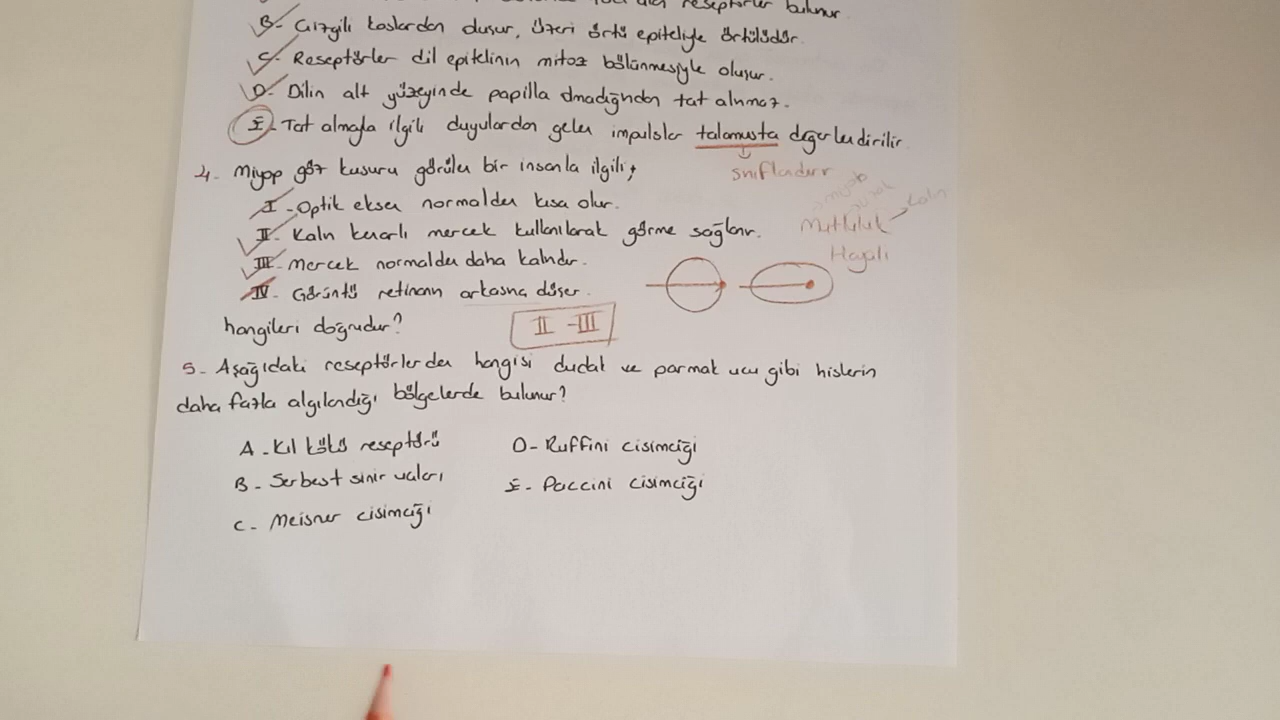 reseptörler bulunur
B- Çizgili kaslardan oluşur, üzeri örtü epiteliyle örtülüdür.
C- Reseptörler dil epitelinin mitoz bölünmesiyle oluşur.
D- Dilin alt yüzeyinde papilla olmadığından tat alınmaz.
E- Tat almayla ilgili duyulardan gelen impulslar talamusta değerlendirilir.
sınıflandırır
4- Miyop göz kusuru görülen bir insanla ilgili;
I- Optik eksen normalden kısa olur.
II- Kalın kenarlı mercek kullanılarak görme sağlanır.
III- Mercek normalden daha kalındır.
IV- Görüntü retinanın arkasına düşer.
hangileri doğrudur?
II - III
Kalın
Hayali
5- Aşağıdaki reseptörlerden hangisi dudak ve parmak ucu gibi hislerin
daha fazla algılandığı bölgelerde bulunur?
A- Kıl kökü reseptörü
B- Serbest sinir uçları
C- Meisner cisimciği
D- Ruffini cisimciği
E- Paccini cisimciği